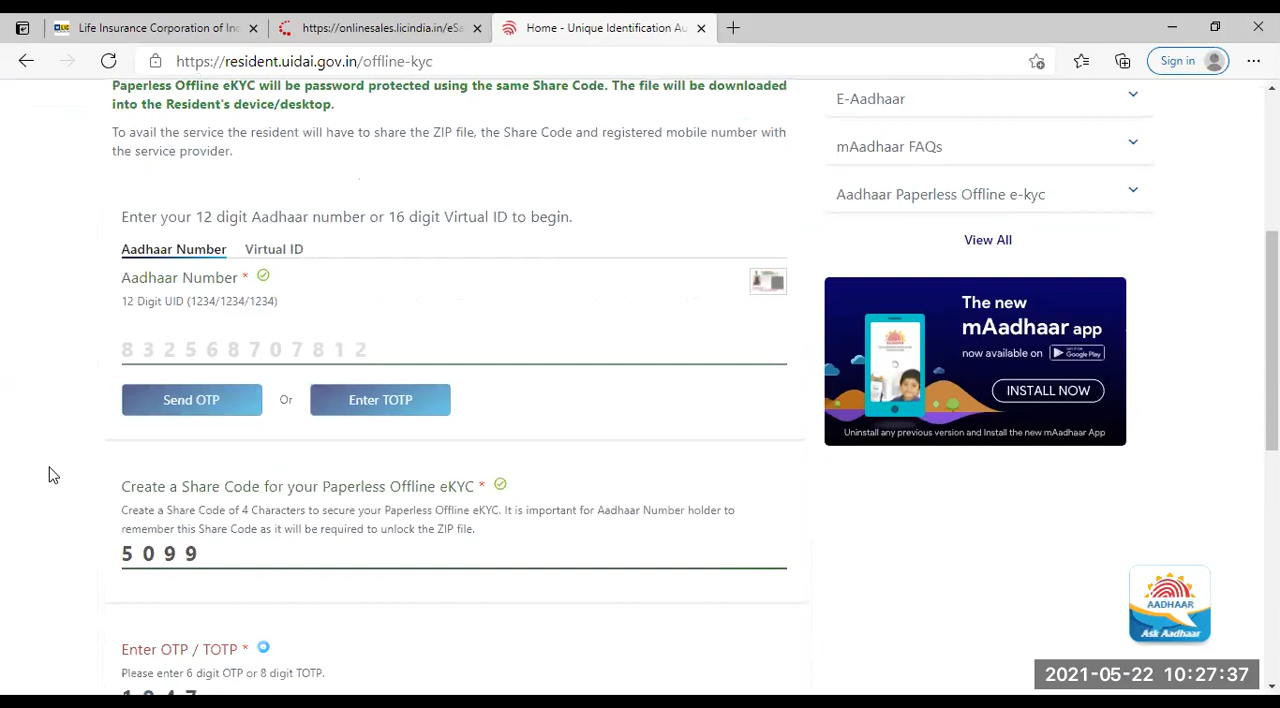 Life Insurance Corporation of Inc
https://onlinesales.licindia.in/eSa
Home - Unique Identification Au
https://resident.uidai.gov.in/offline-kyc
Sign in
Paperless Offline eKYC will be password protected using the same Share Code. The file will be downloaded
into the Resident's device/desktop.
To avail the service the resident will have to share the ZIP file, the Share Code and registered mobile number with
the service provider.
Enter your 12 digit Aadhaar number or 16 digit Virtual ID to begin.
Aadhaar Number Virtual ID
Aadhaar Number *
12 Digit UID (1234/1234/1234)
8 3 2 5 6 8 7 0 7 8 1 2
Send OTP Or Enter TOTP
Create a Share Code for your Paperless Offline eKYC *
Create a Share Code of 4 Characters to secure your Paperless Offline eKYC. It is important for Aadhaar Number holder to
remember this Share Code as it will be required to unlock the ZIP file.
5 0 9 9
Enter OTP / TOTP *
Please enter 6 digit OTP or 8 digit TOTP.
E-Aadhaar
mAadhaar FAQs
Aadhaar Paperless Offline e-kyc
View All
The new
mAadhaar app
now available on Google Play
INSTALL NOW
Uninstall any previous version and Install the new mAadhaar App
AADHAAR
Ask Aadhaar
2021-05-22 10:27:37